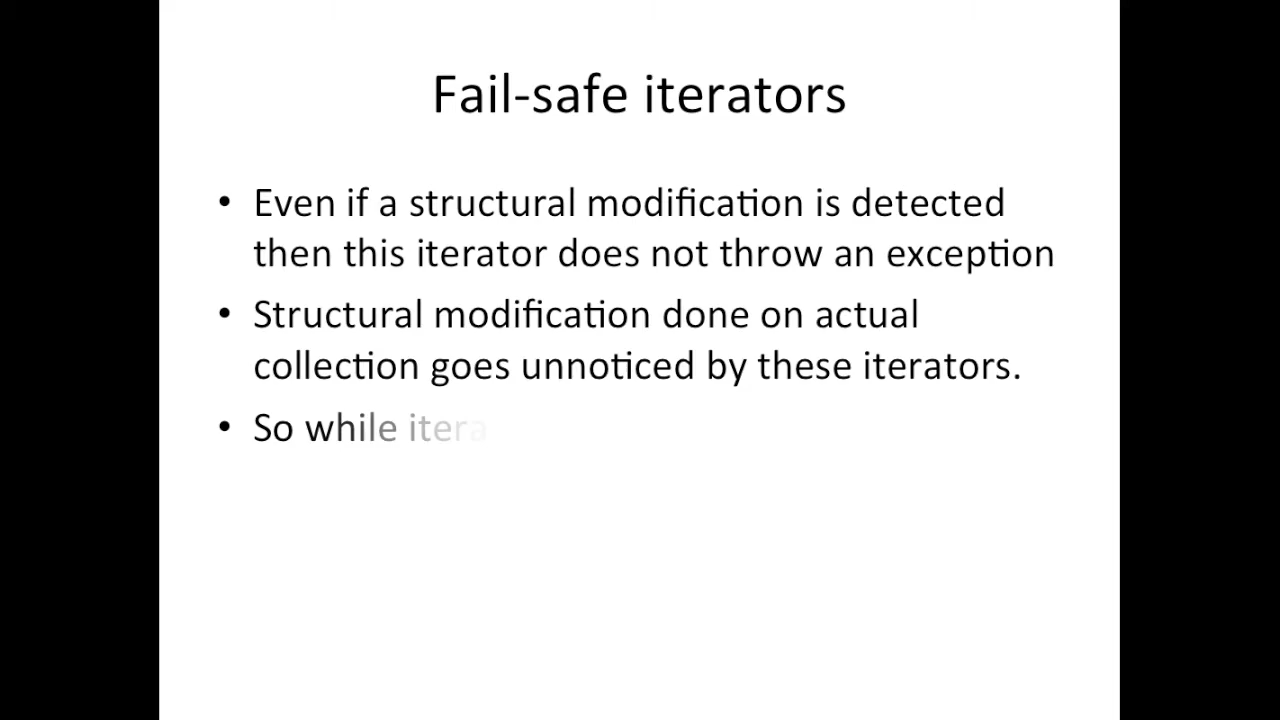 Fail-safe iterators
• Even if a structural modification is detected
then this iterator does not throw an exception
• Structural modification done on actual
collection goes unnoticed by these iterators.
• So while